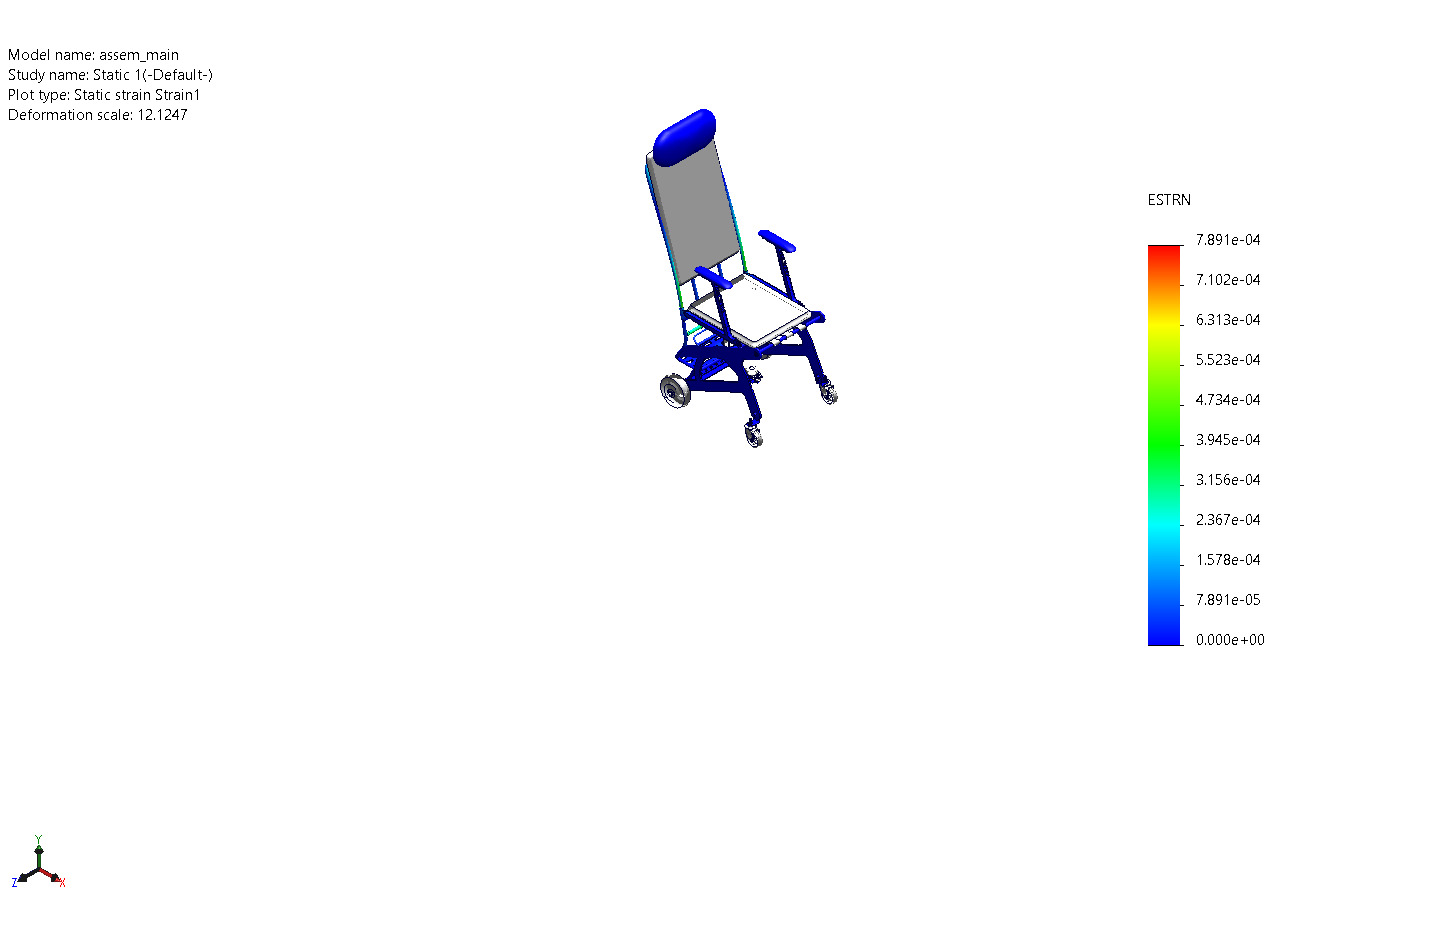 Model name: assem_main
Study name: Static 1(-Default-)
Plot type: Static strain Strain1
Deformation scale: 12.1247
ESTRN
7.891e-04
7.102e-04
6.313e-04
5.523e-04
4.734e-04
3.945e-04
3.156e-04
2.367e-04
1.578e-04
7.891e-05
0.000e+00
Y
Z
X